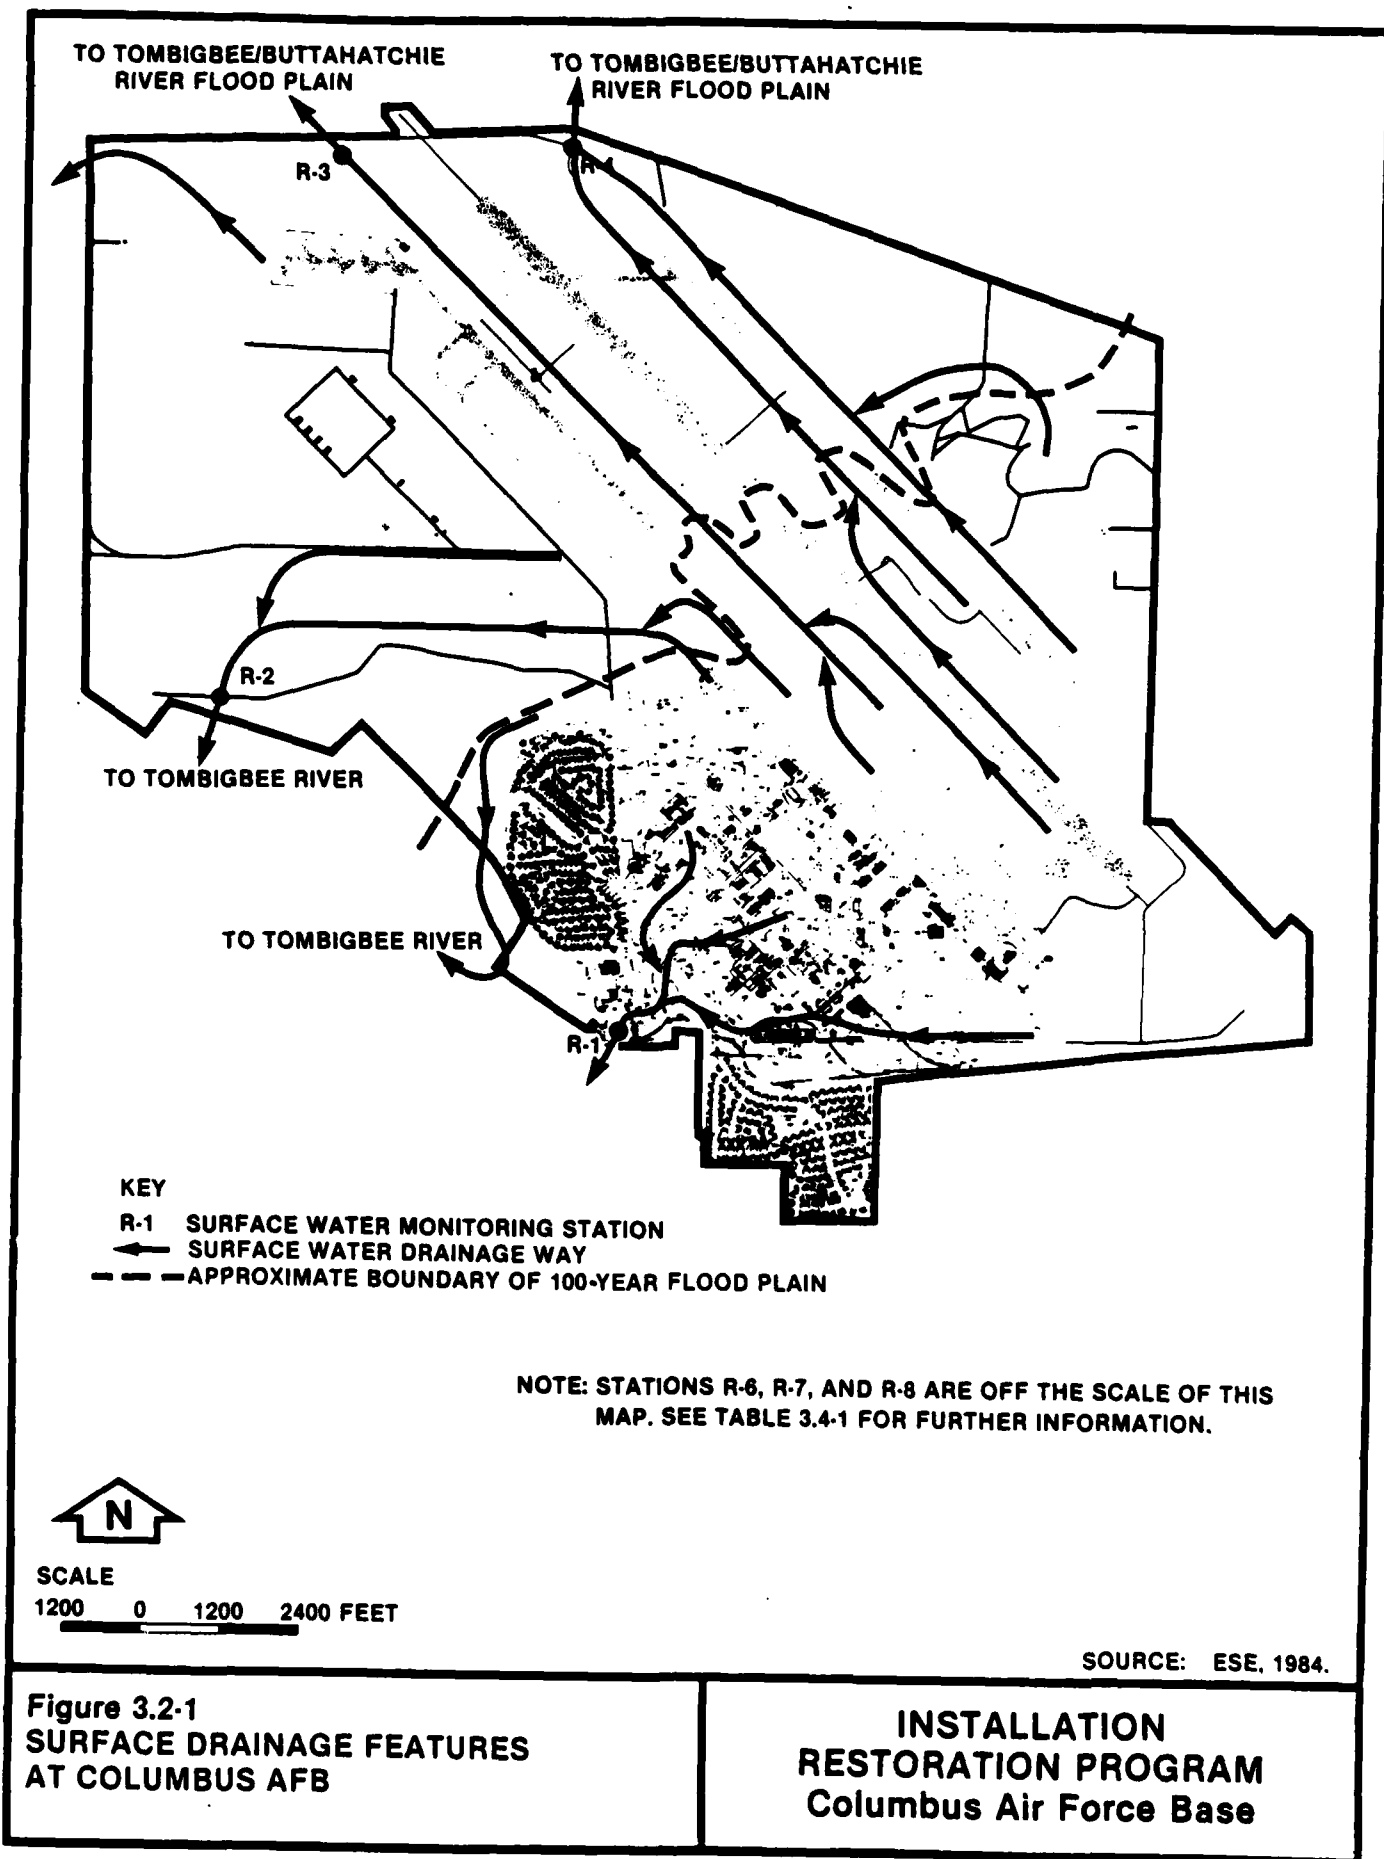 TO TOMBIGBEE/BUTTAHATCHIE
RIVER FLOOD PLAIN
TO TOMBIGBEE/BUTTAHATCHIE
RIVER FLOOD PLAIN
R-3
R-2
TO TOMBIGBEE RIVER
TO TOMBIGBEE RIVER
R-1
KEY
R-1 SURFACE WATER MONITORING STATION
SURFACE WATER DRAINAGE WAY
APPROXIMATE BOUNDARY OF 100-YEAR FLOOD PLAIN
NOTE: STATIONS R-6, R-7, AND R-8 ARE OFF THE SCALE OF THIS
MAP. SEE TABLE 3.4-1 FOR FURTHER INFORMATION.
N
SCALE
1200 0 1200 2400 FEET
SOURCE: ESE, 1984.
Figure 3.2-1
SURFACE DRAINAGE FEATURES
AT COLUMBUS AFB
INSTALLATION
RESTORATION PROGRAM
Columbus Air Force Base